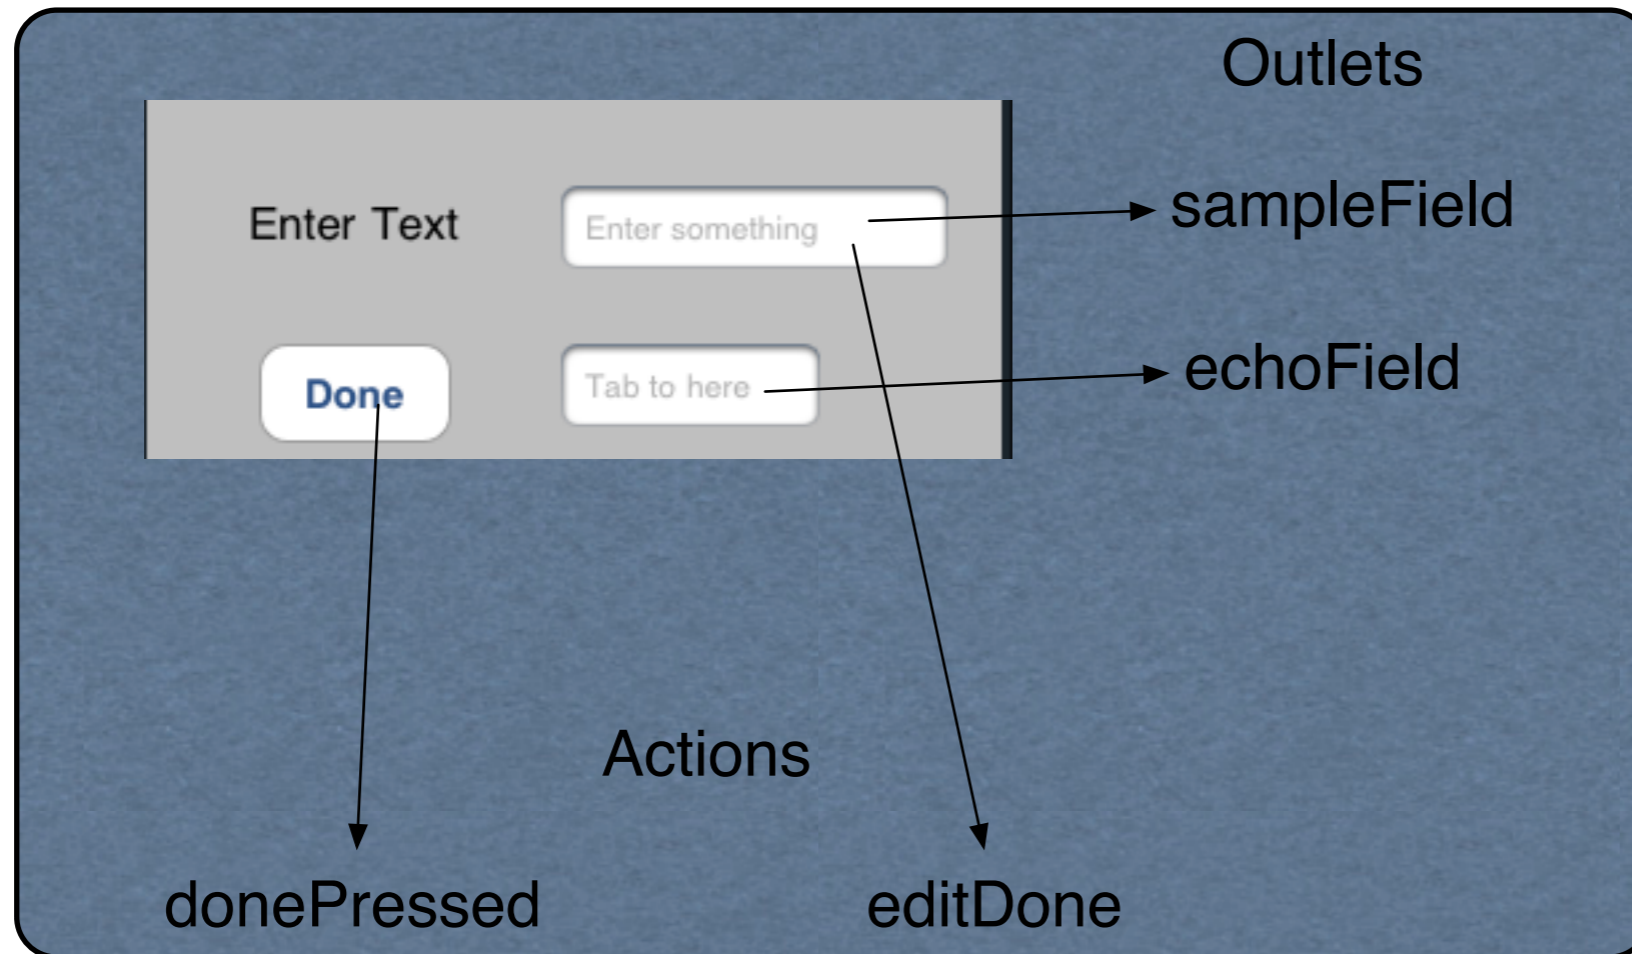 Outlets
Enter Text
Enter something
sampleField
Done
Tab to here
echoField
Actions
donePressed
editDone